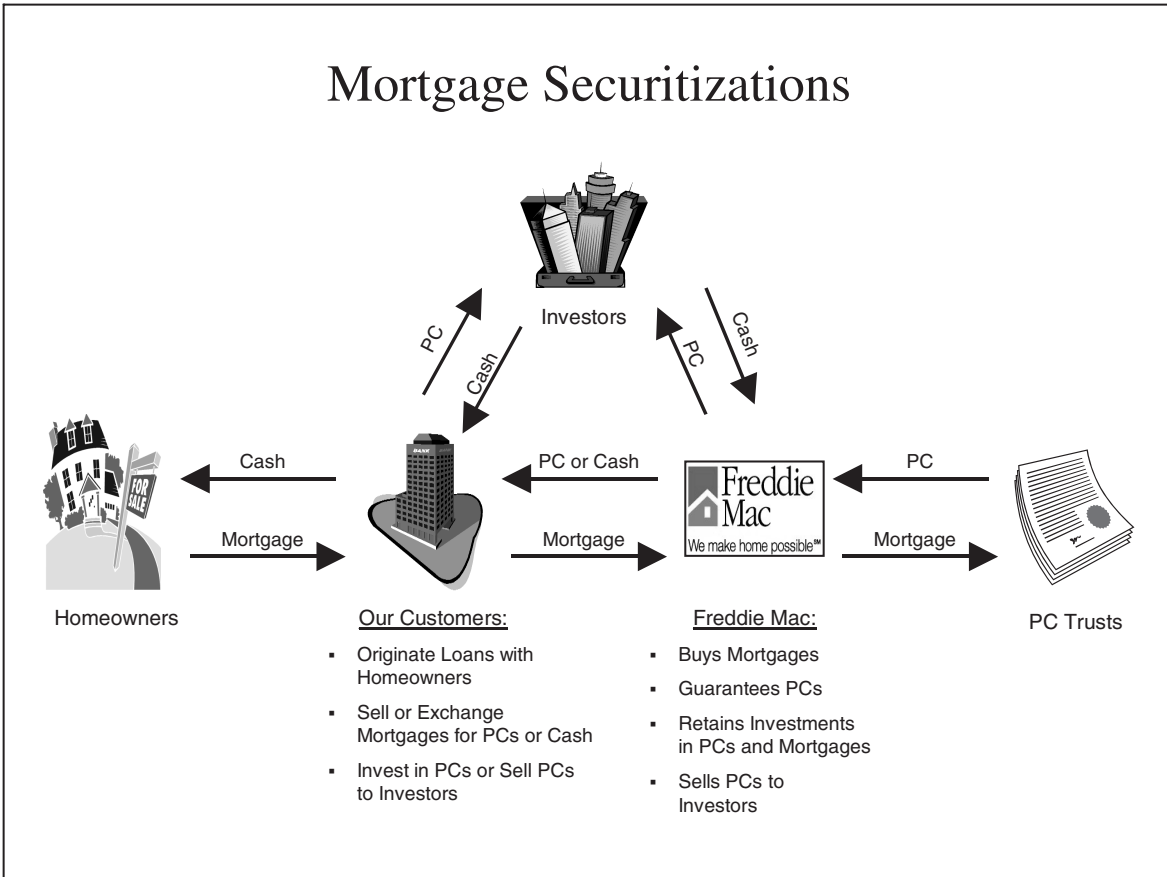 Mortgage Securitizations
Investors
PC
Cash
PC
Cash
Cash
PC or Cash
PC
BANK
FOR
SALE
Freddie
Mac
We make home possible℠
Mortgage
Mortgage
Mortgage
Homeowners
Our Customers:
▪ Originate Loans with
Homeowners
▪ Sell or Exchange
Mortgages for PCs or Cash
▪ Invest in PCs or Sell PCs
to Investors
Freddie Mac:
▪ Buys Mortgages
▪ Guarantees PCs
▪ Retains Investments
in PCs and Mortgages
▪ Sells PCs to
Investors
PC Trusts